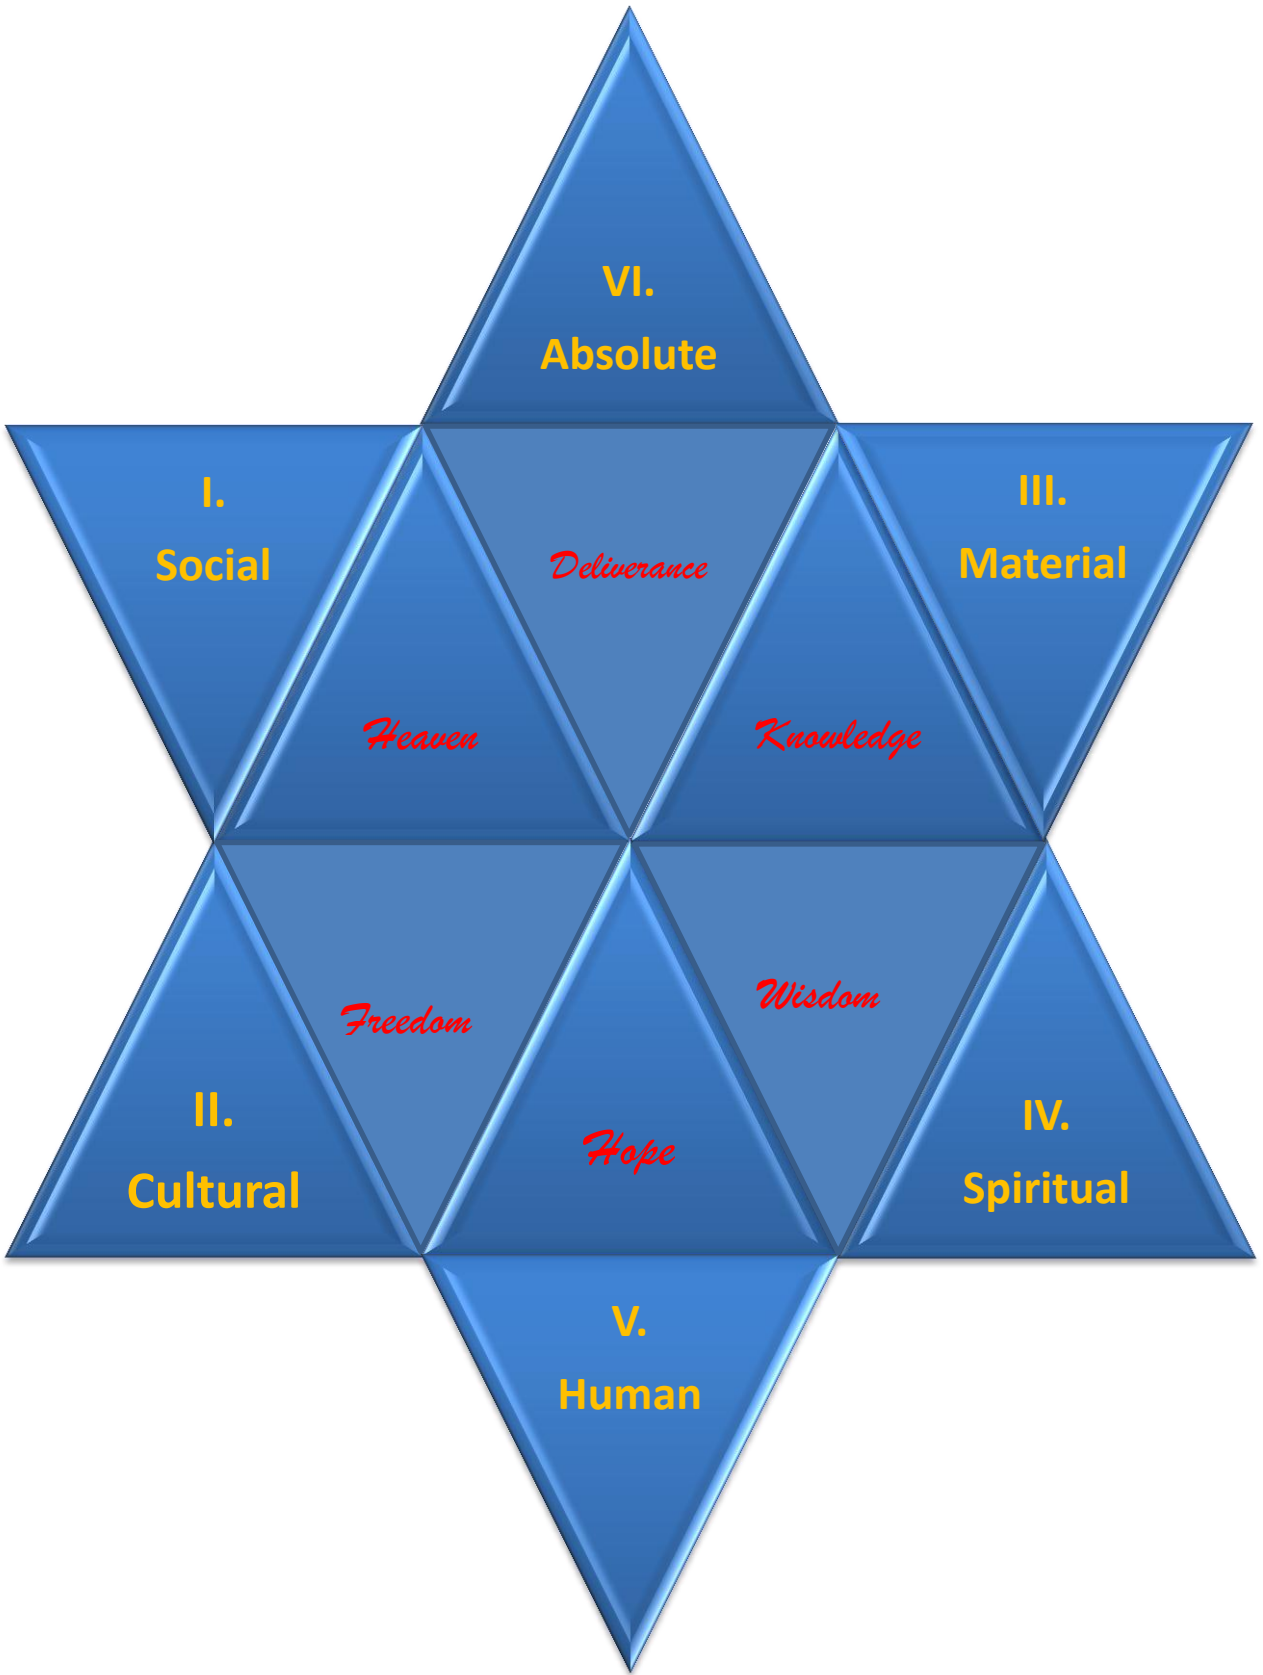 VI.
Absolute
I.
Social
III.
Material
Deliverance
Heaven
Knowledge
Freedom
Wisdom
II.
Cultural
Hope
IV.
Spiritual
V.
Human